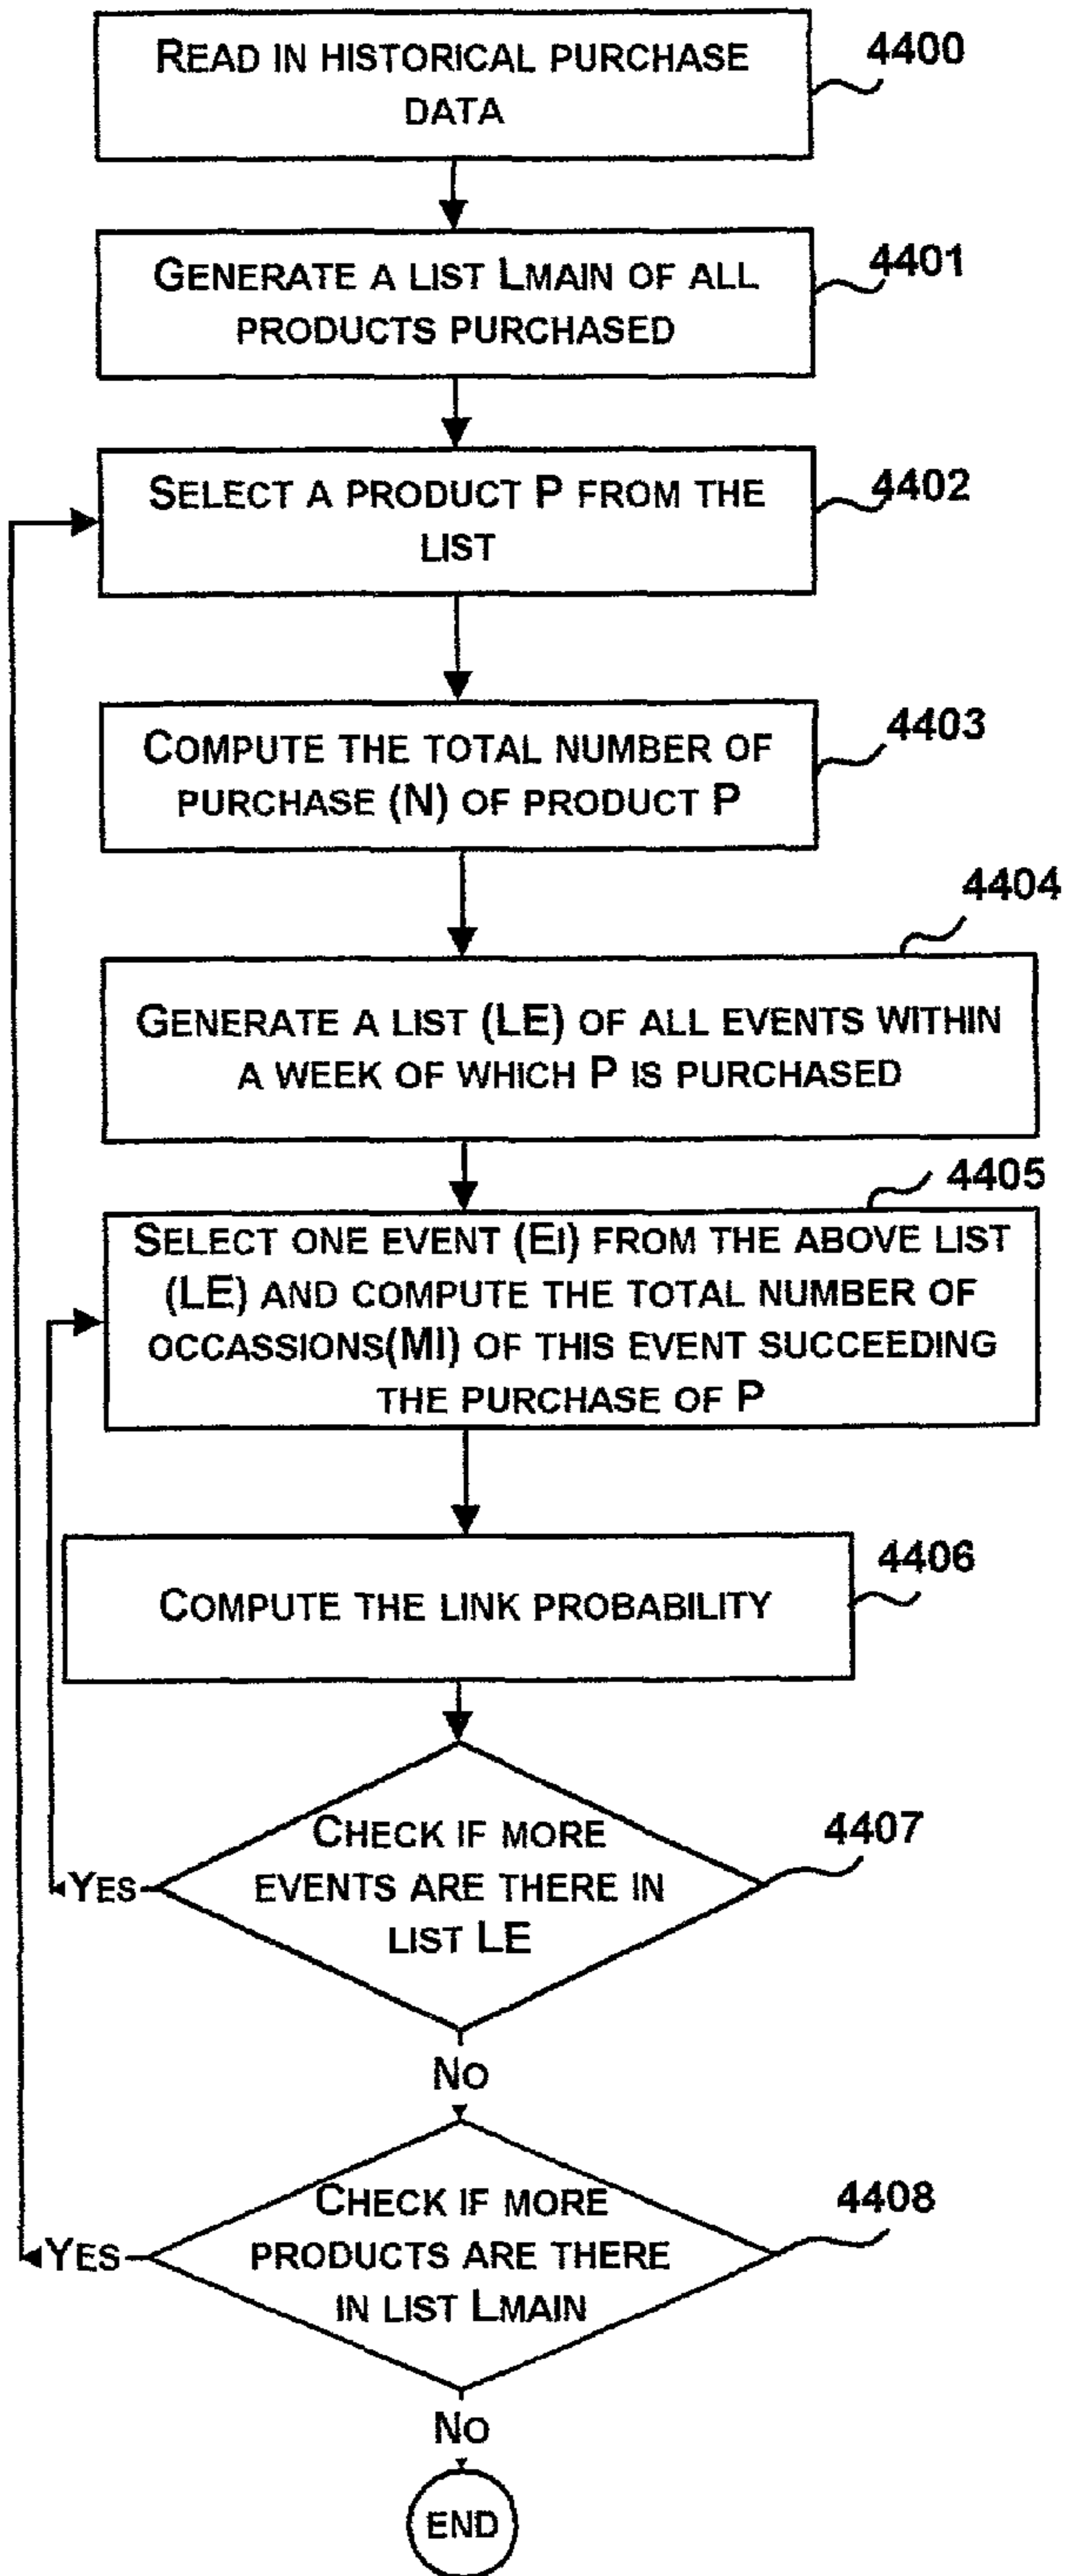 READ IN HISTORICAL PURCHASE
DATA
4400
GENERATE A LIST LMAIN OF ALL
PRODUCTS PURCHASED
4401
SELECT A PRODUCT P FROM THE
LIST
4402
COMPUTE THE TOTAL NUMBER OF
PURCHASE (N) OF PRODUCT P
4403
4404
GENERATE A LIST (LE) OF ALL EVENTS WITHIN
A WEEK OF WHICH P IS PURCHASED
4405
SELECT ONE EVENT (EI) FROM THE ABOVE LIST
(LE) AND COMPUTE THE TOTAL NUMBER OF
OCCASSIONS(MI) OF THIS EVENT SUCCEEDING
THE PURCHASE OF P
4406
COMPUTE THE LINK PROBABILITY
CHECK IF MORE
EVENTS ARE THERE IN
LIST LE
4407
YES
NO
CHECK IF MORE
PRODUCTS ARE THERE
IN LIST LMAIN
4408
YES
NO
END